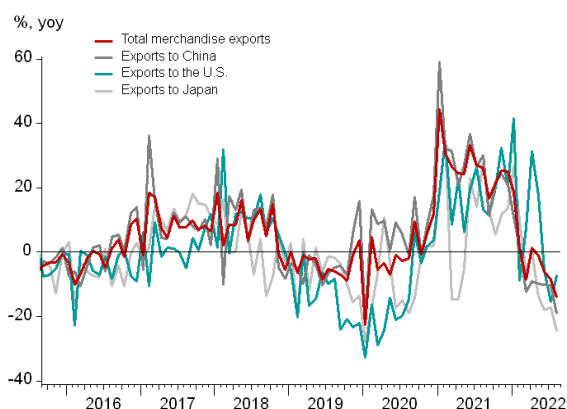 %, yoy
Total merchandise exports
Exports to China
Exports to the U.S.
Exports to Japan
60
40
20
0
-20
-40
2016 2017 2018 2019 2020 2021 2022